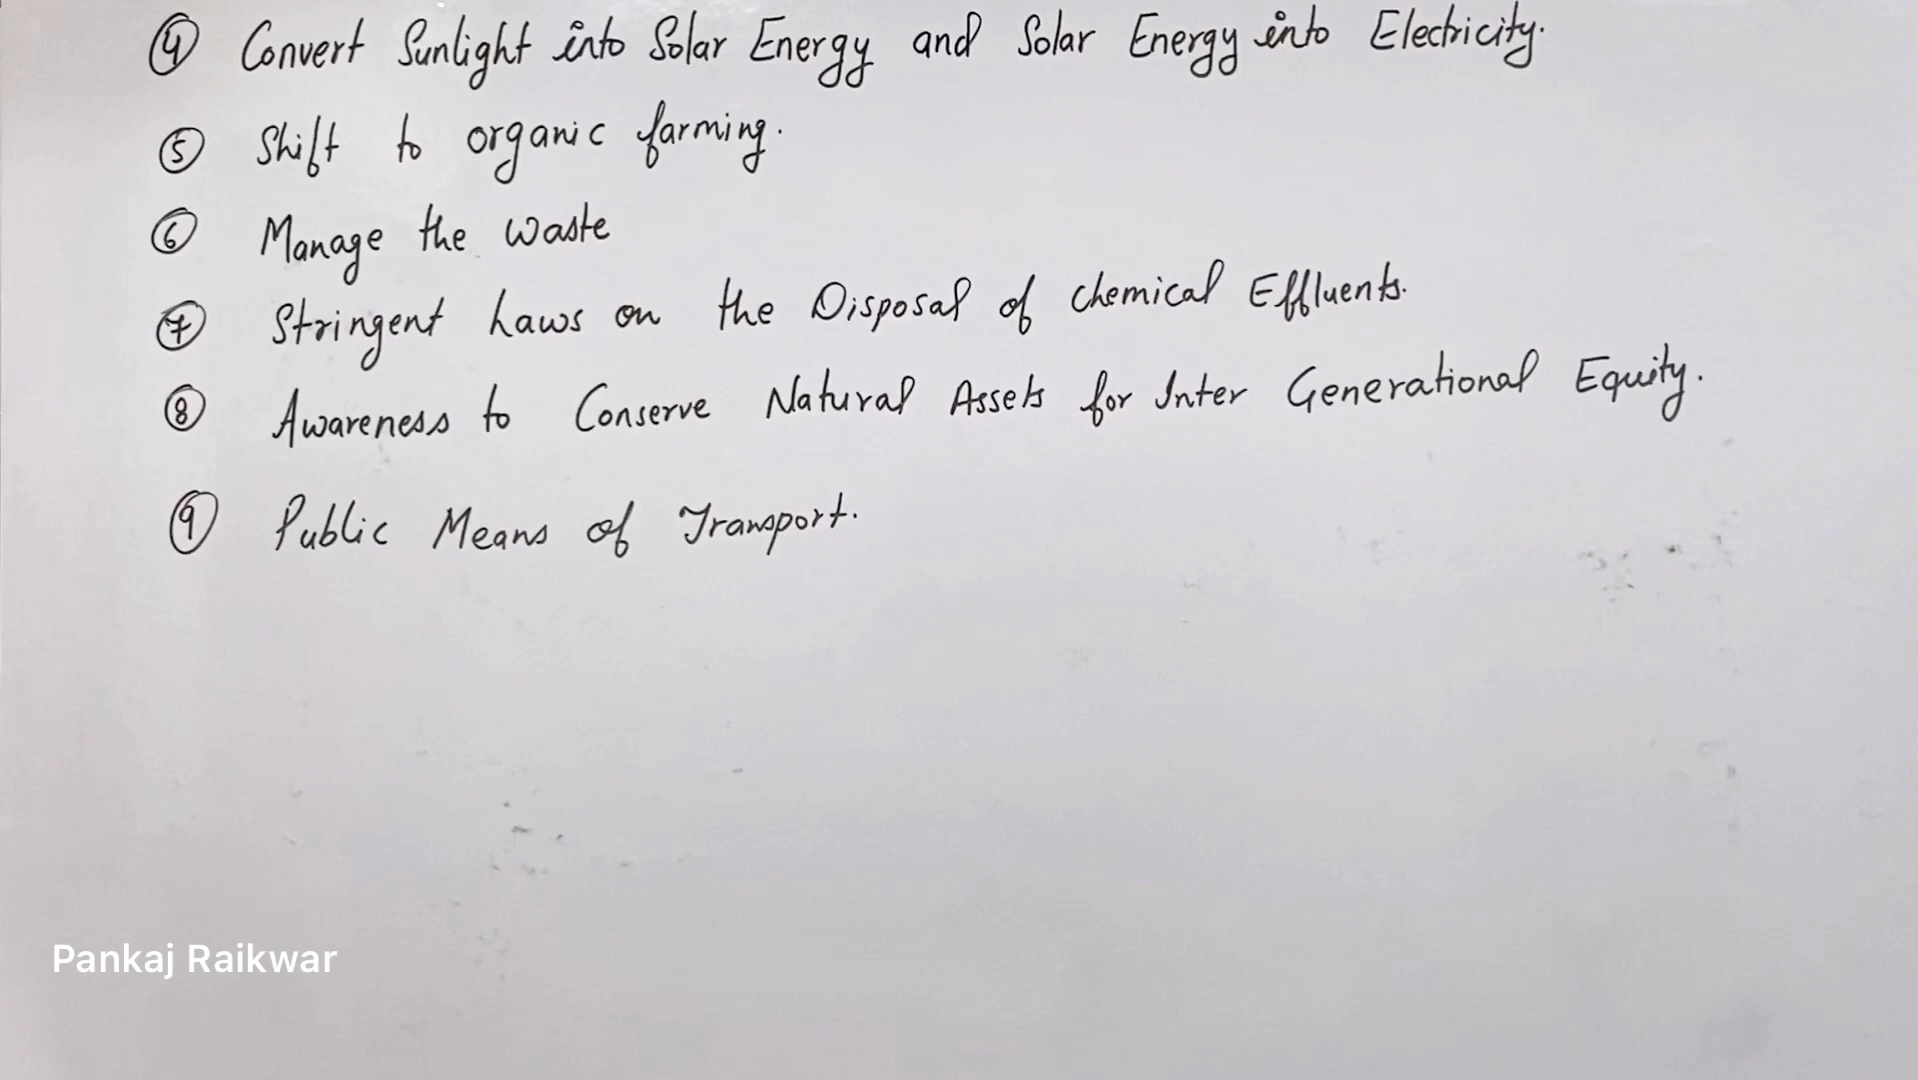 ④ Convert Sunlight into Solar Energy and Solar Energy into Electricity.
⑤ Shift to organic farming.
⑥ Manage the waste
⑦ Stringent Laws on the Disposal of Chemical Effluents.
⑧ Awareness to Conserve Natural Assets for Inter Generational Equity.
⑨ Public Means of Transport.
Pankaj Raikwar